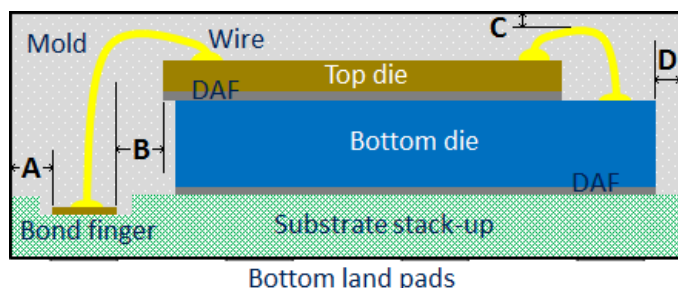 Mold
Wire
C
Top die
D
DAF
B
Bottom die
A
DAF
Bond finger
Substrate stack-up
Bottom land pads